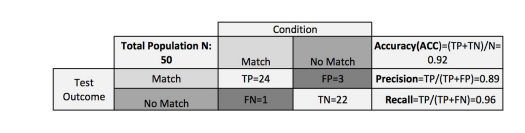 Condition
Total Population N:
50
Match
No Match
Accuracy(ACC)=(TP+TN)/N=
0.92
Test
Outcome
Match
TP=24
FP=3
Precision=TP/(TP+FP)=0.89
No Match
FN=1
TN=22
Recall=TP/(TP+FN)=0.96